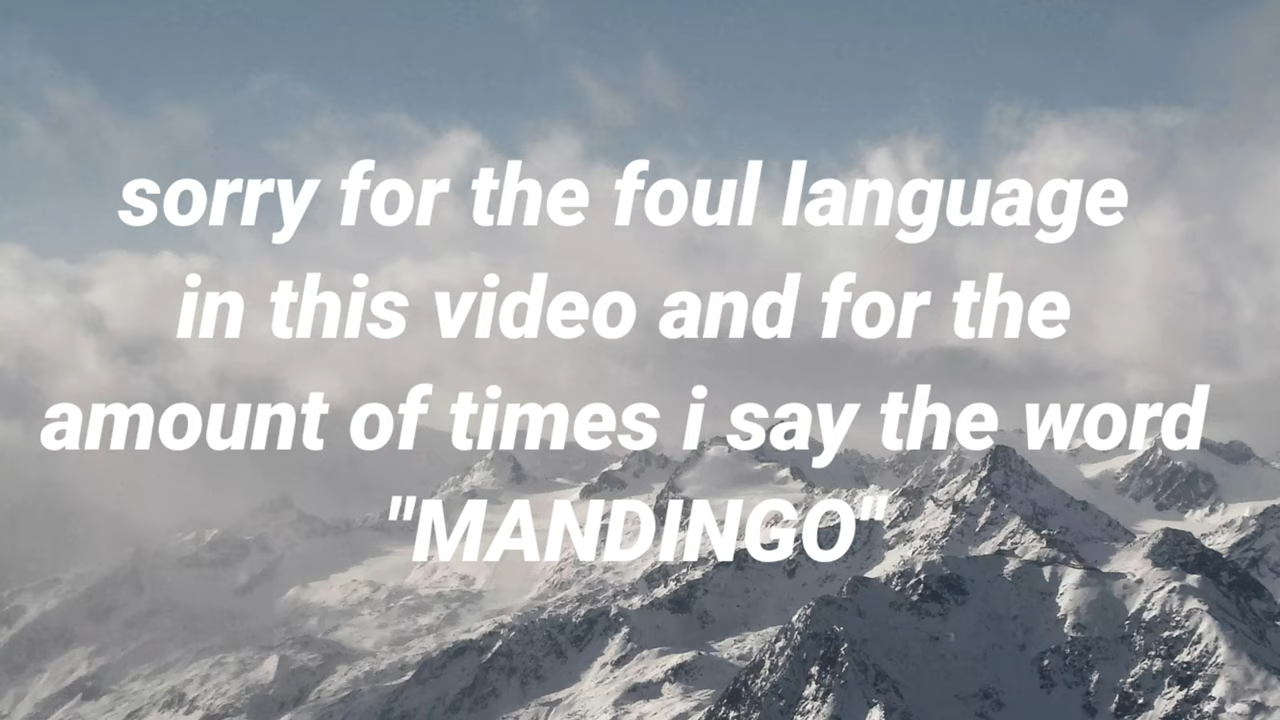 sorry for the foul language
in this video and for the
amount of times i say the word
"MANDINGO"